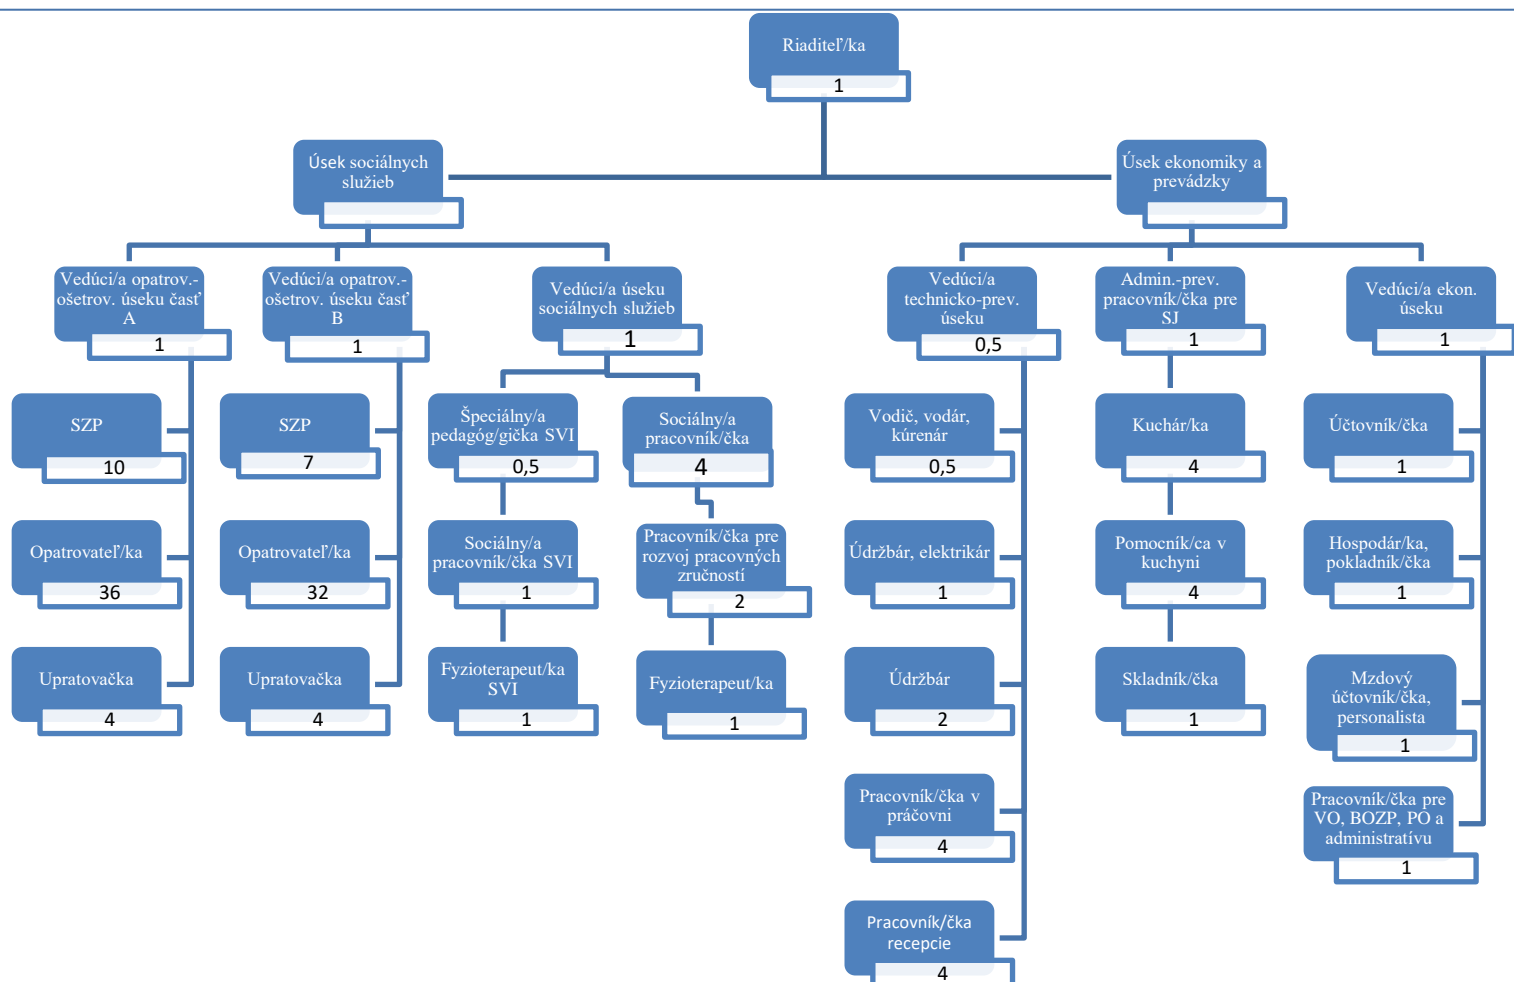 Riaditeľ/ka
1
Úsek sociálnych
služieb
Úsek ekonomiky a
prevádzky
Vedúci/a opatrov.-
ošetrov. úseku časť
A
1
Vedúci/a opatrov.-
ošetrov. úseku časť
B
1
Vedúci/a úseku
sociálnych služieb
1
Vedúci/a
technicko-prev.
úseku
0,5
Admin.-prev.
pracovník/čka pre
SJ
1
Vedúci/a ekon.
úseku
1
SZP
10
SZP
7
Špeciálny/a
pedagóg/gička SVI
0,5
Sociálny/a
pracovník/čka
4
Vodič, vodár,
kúrenár
0,5
Kuchár/ka
4
Účtovník/čka
1
Opatrovateľ/ka
36
Opatrovateľ/ka
32
Sociálny/a
pracovník/čka SVI
1
Pracovník/čka pre
rozvoj pracovných
zručností
2
Údržbár, elektrikár
1
Pomocník/ca v
kuchyni
4
Hospodár/ka,
pokladník/čka
1
Upratovačka
4
Upratovačka
4
Fyzioterapeut/ka
SVI
1
Fyzioterapeut/ka
1
Údržbár
2
Skladník/čka
1
Mzdový
účtovník/čka,
personalista
1
Pracovník/čka v
práčovni
4
Pracovník/čka pre
VO, BOZP, PO a
administratívu
1
Pracovník/čka
recepcie
4